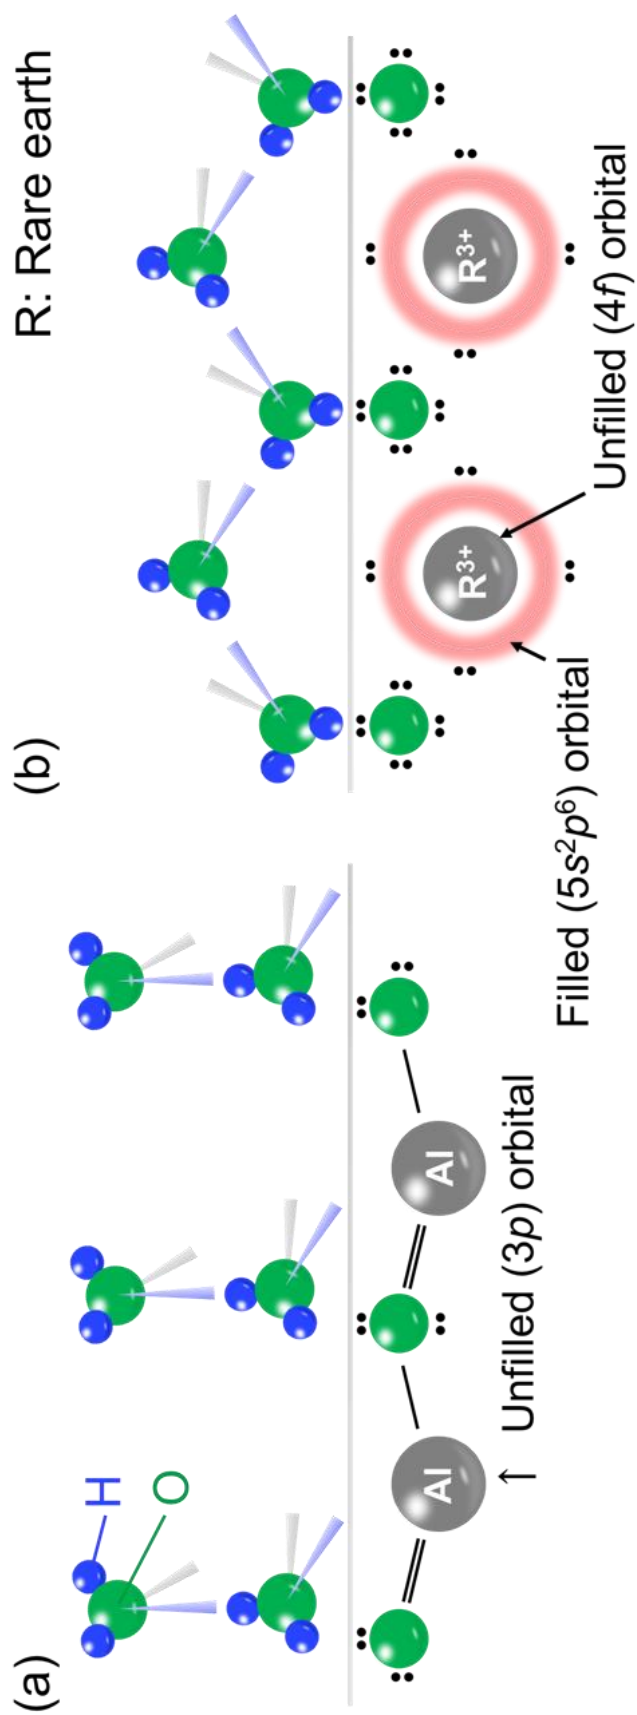 (a)
H
O
Al
Al
↑ Unfilled (3p) orbital
(b)
R: Rare earth
R³⁺
R³⁺
Filled (5s²p⁶) orbital
Unfilled (4f) orbital